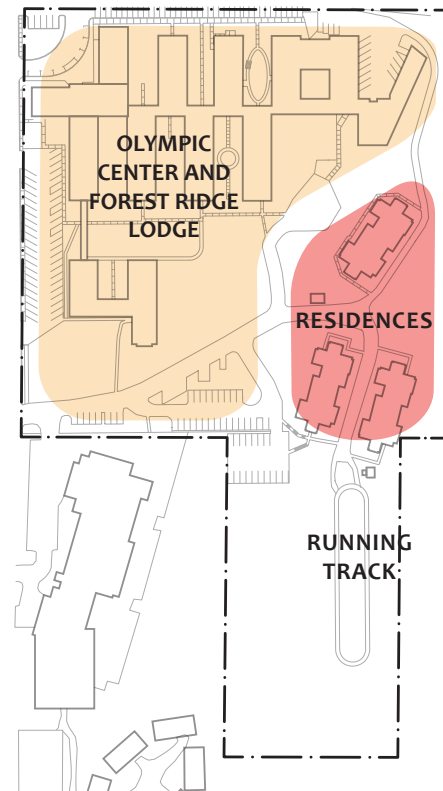 OLYMPIC
CENTER AND
FOREST RIDGE
LODGE
RESIDENCES
RUNNING
TRACK